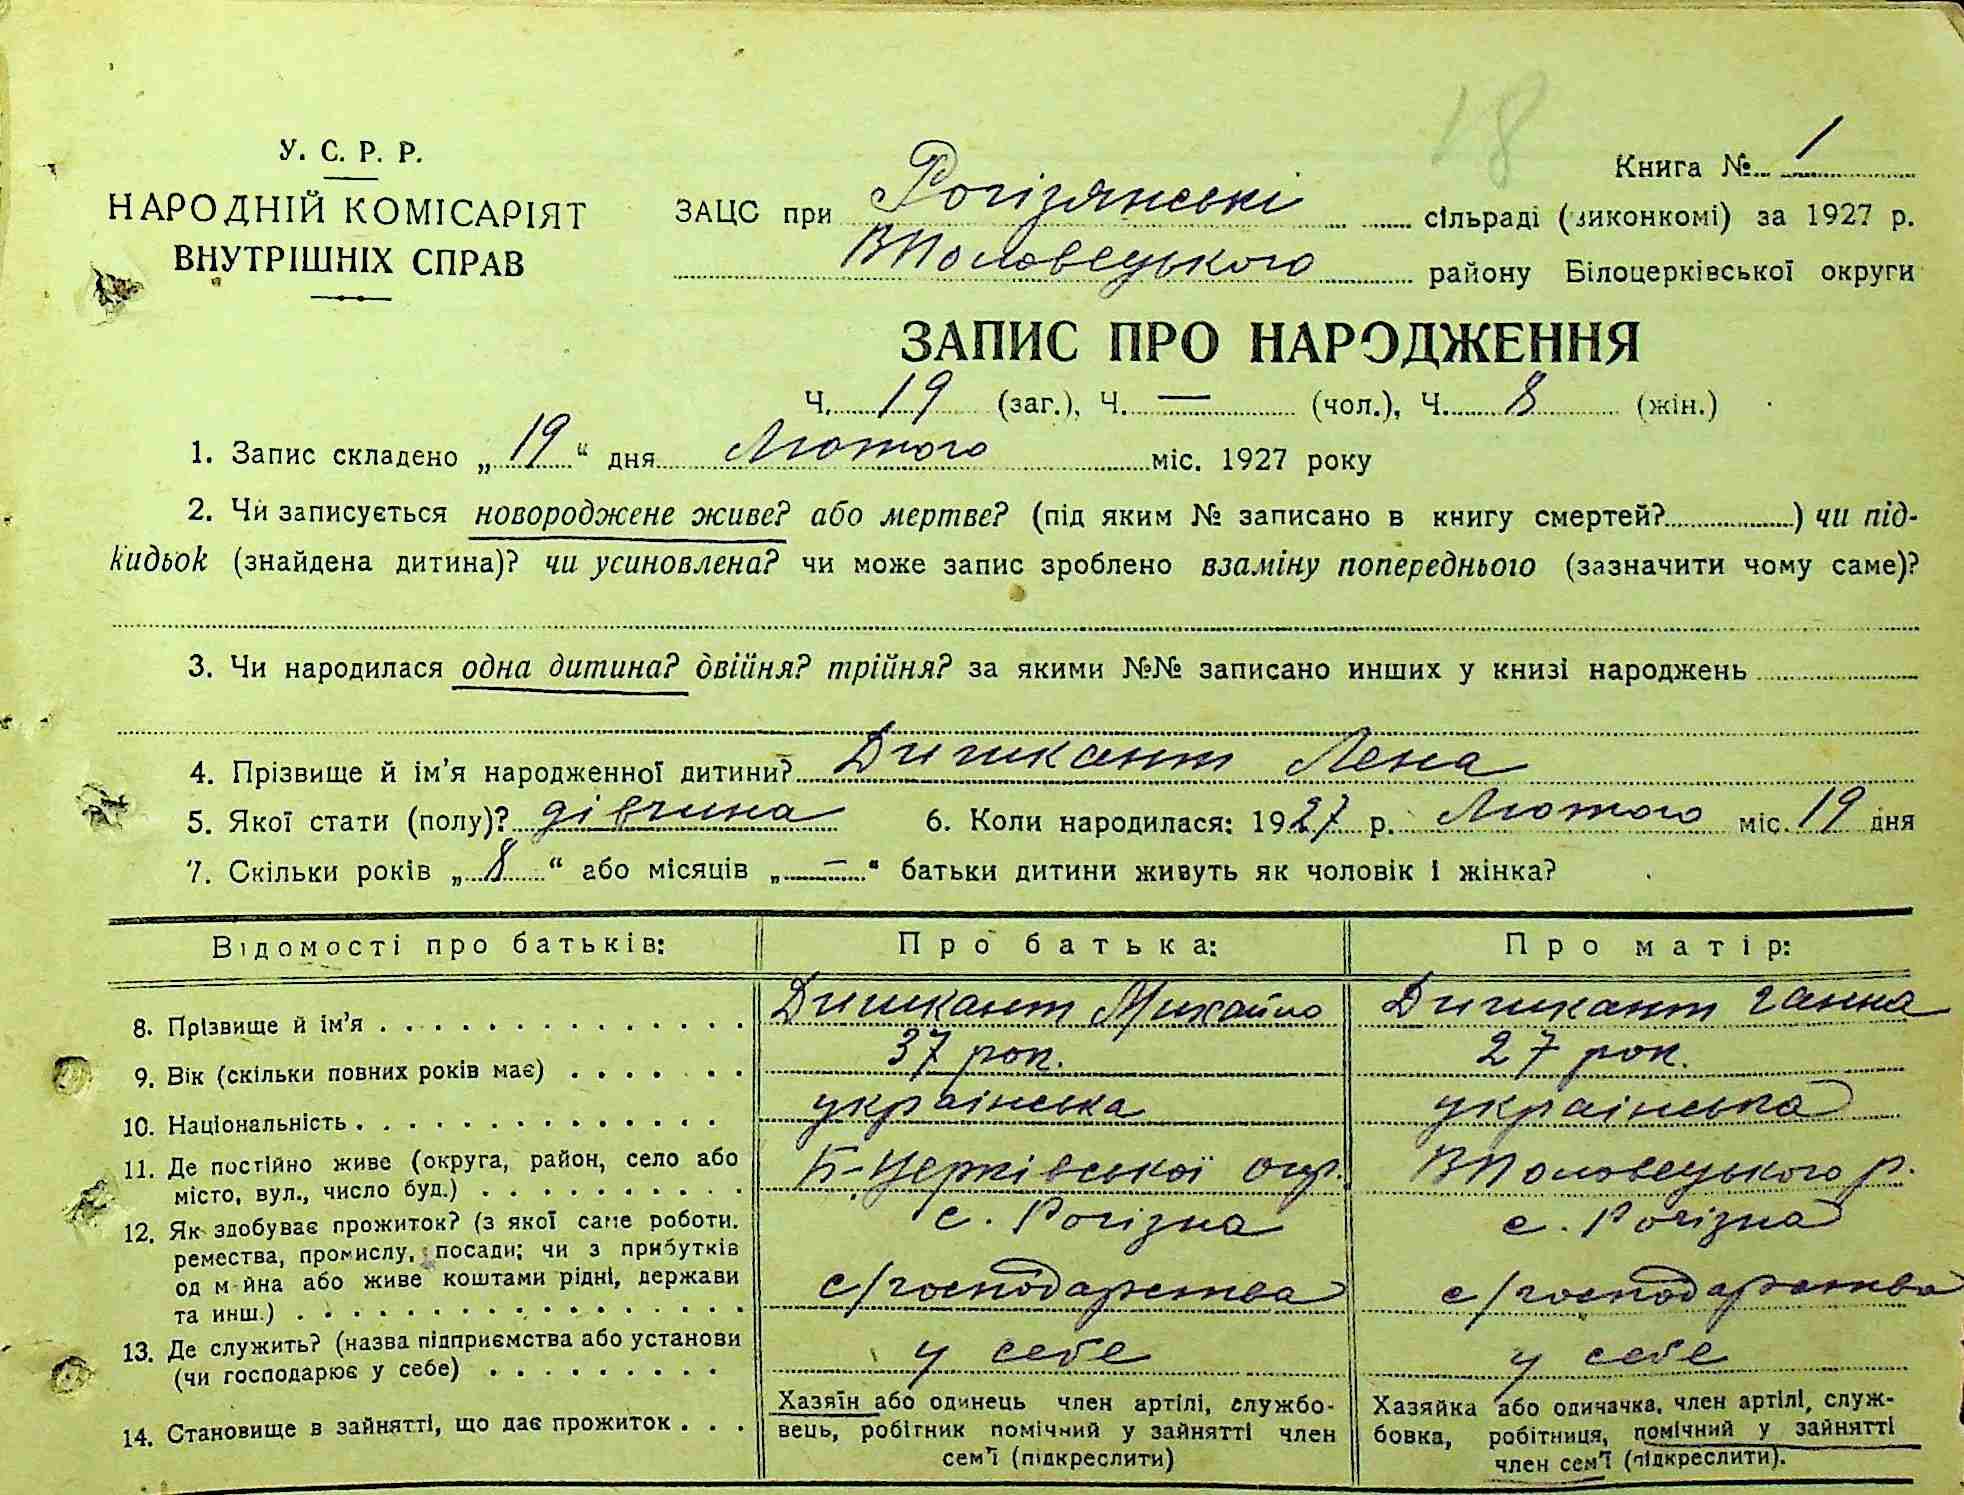 18
У. С. Р. Р.
НАРОДНІЙ КОМІСАРІЯТ
ВНУТРІШНІХ СПРАВ
Книга № 1
ЗАЦС при Рогізянські сільраді (виконкомі) за 1927 р.
ВПоловецького району Білоцерківської округи
ЗАПИС ПРО НАРОДЖЕННЯ
Ч. 19 (заг.), Ч. — (чол.), Ч. 8 (жін.)
1. Запис складено „19“ дня Лютого міс. 1927 року
2. Чи записується новороджене живе? або мертве? (під яким № записано в книгу смертей?) чи під-
кидьок (знайдена дитина)? чи усиновлена? чи може запис зроблено взаміну попереднього (зазначити чому саме)?
3. Чи народилася одна дитина? двійня? трійня? за якими №№ записано инших у книзі народжень
4. Прізвище й ім'я народженної дитини? Дишкант Лена
5. Якої стати (полу)? дівчина 6. Коли народилася: 1927 р. Лютого міс. 19 дня
7. Скільки років „8“ або місяців „—“ батьки дитини живуть як чоловік і жінка?
Відомості про батьків: Про батька: Про матір:
8. Прізвище й ім'я Дишкант Михайло Дишкант Ганна
9. Вік (скільки повних років має) 37 рок. 27 рок.
10. Національність українська українська
11. Де постійно живе (округа, район, село або
місто, вул., число буд.) Б-Церківської окр. ВПоловецького р.
с. Рогізна с. Рогізна
12. Як здобуває прожиток? (з якої саме роботи.
ремества, промислу, посади; чи з прибутків
од майна або живе коштами рідні, держави
та инш.) с/господарства с/господарства
13. Де служить? (назва підприємства або установи
(чи господарює у себе) у себе у себе
14. Становище в зайнятті, що дає прожиток
Хазяїн або одинець член артілі, службо-
вець, робітник помічний у зайнятті член
сем'ї (підкреслити)
Хазяйка або одиначка, член артілі, служ-
бовка, робітниця, помічний у зайнятті
член сем'ї (підкреслити).